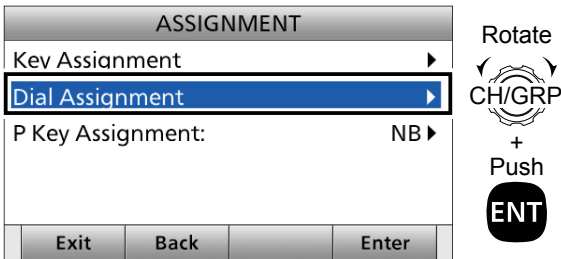 ASSIGNMENT
Key Assignment
Dial Assignment
P Key Assignment: NB
Exit Back Enter
Rotate
CH/GRP
+
Push
ENT